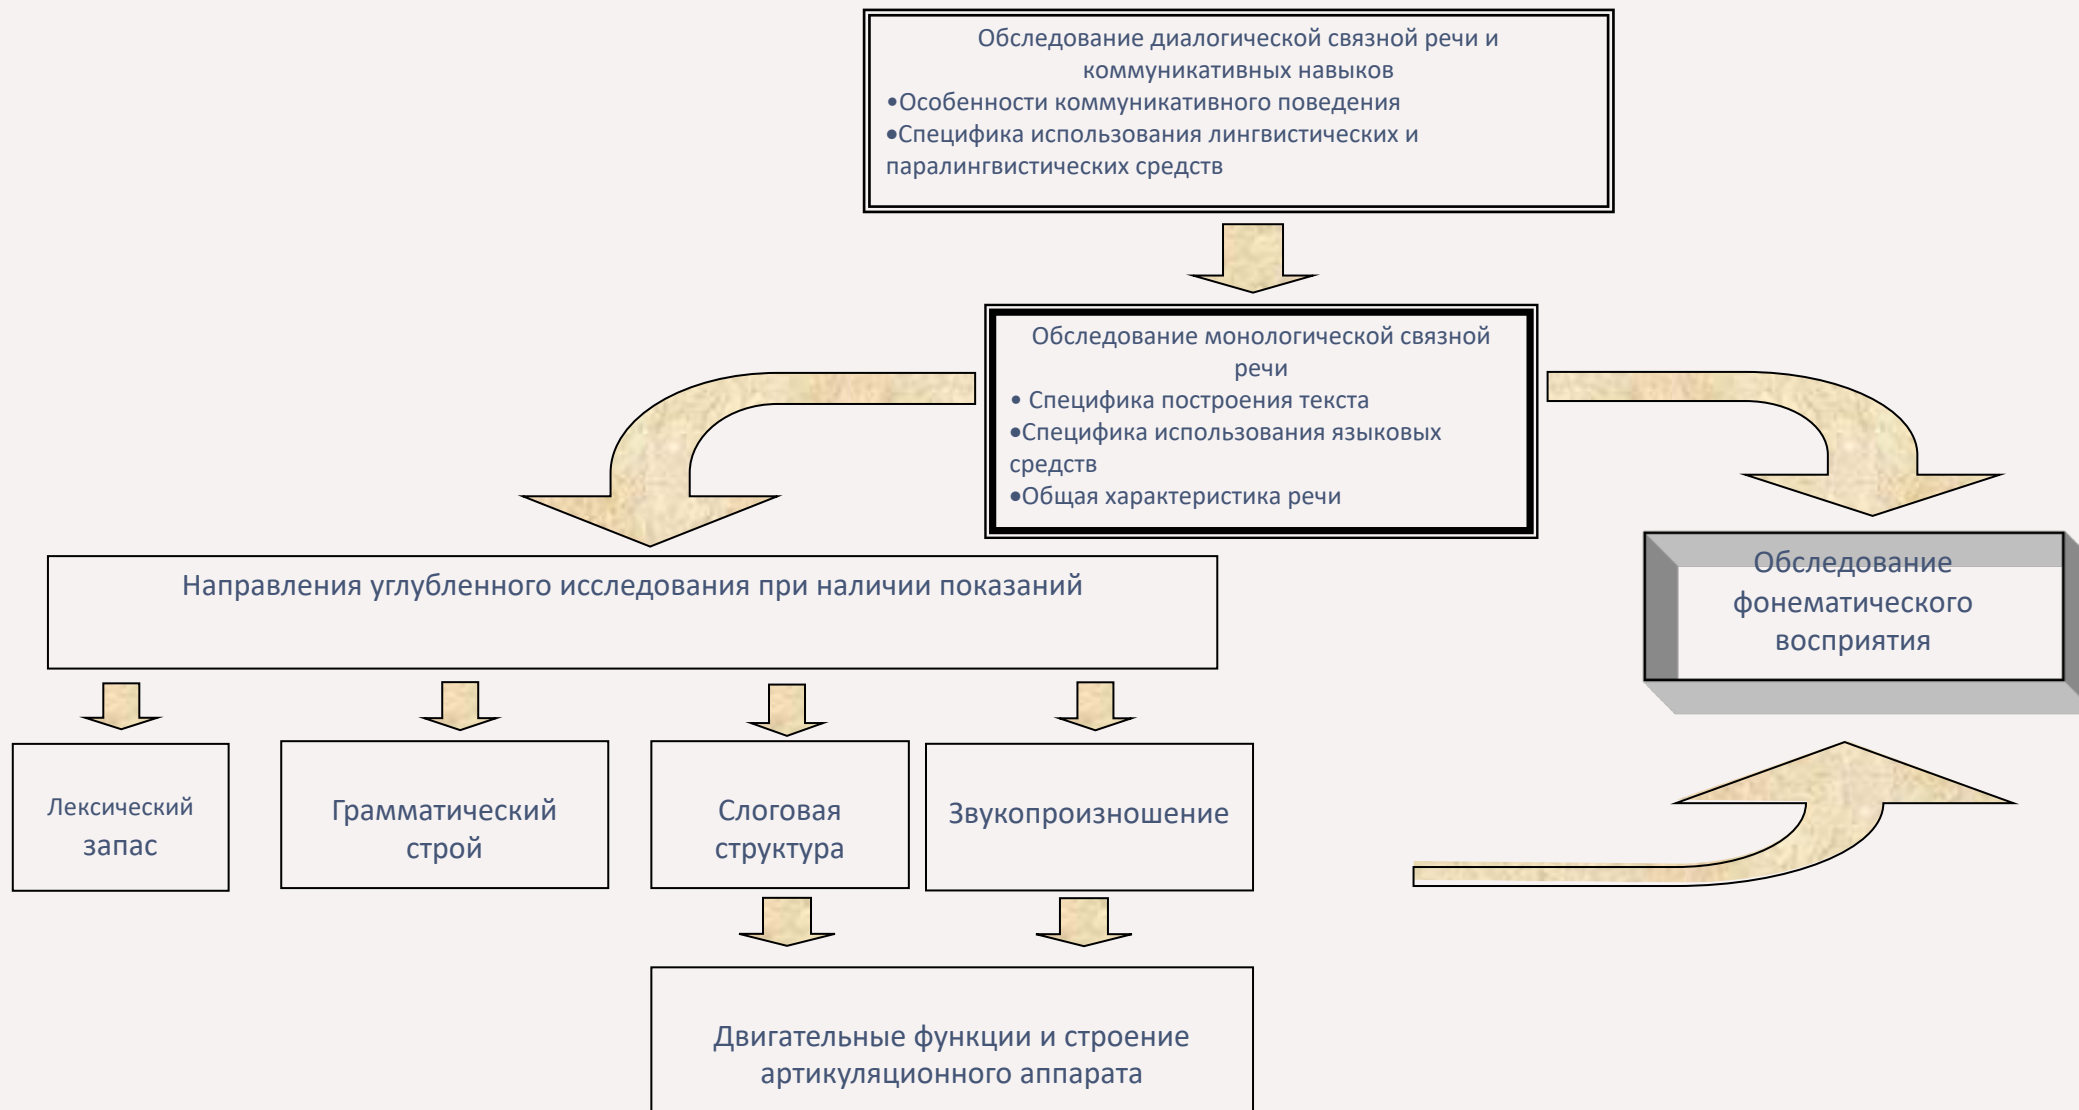 Обследование диалогической связной речи и
коммуникативных навыков
•Особенности коммуникативного поведения
•Специфика использования лингвистических и
паралингвистических средств
Обследование монологической связной
речи
• Специфика построения текста
•Специфика использования языковых
средств
•Общая характеристика речи
Направления углубленного исследования при наличии показаний
Обследование
фонематического
восприятия
Лексический
запас
Грамматический
строй
Слоговая
структура
Звукопроизношение
Двигательные функции и строение
артикуляционного аппарата